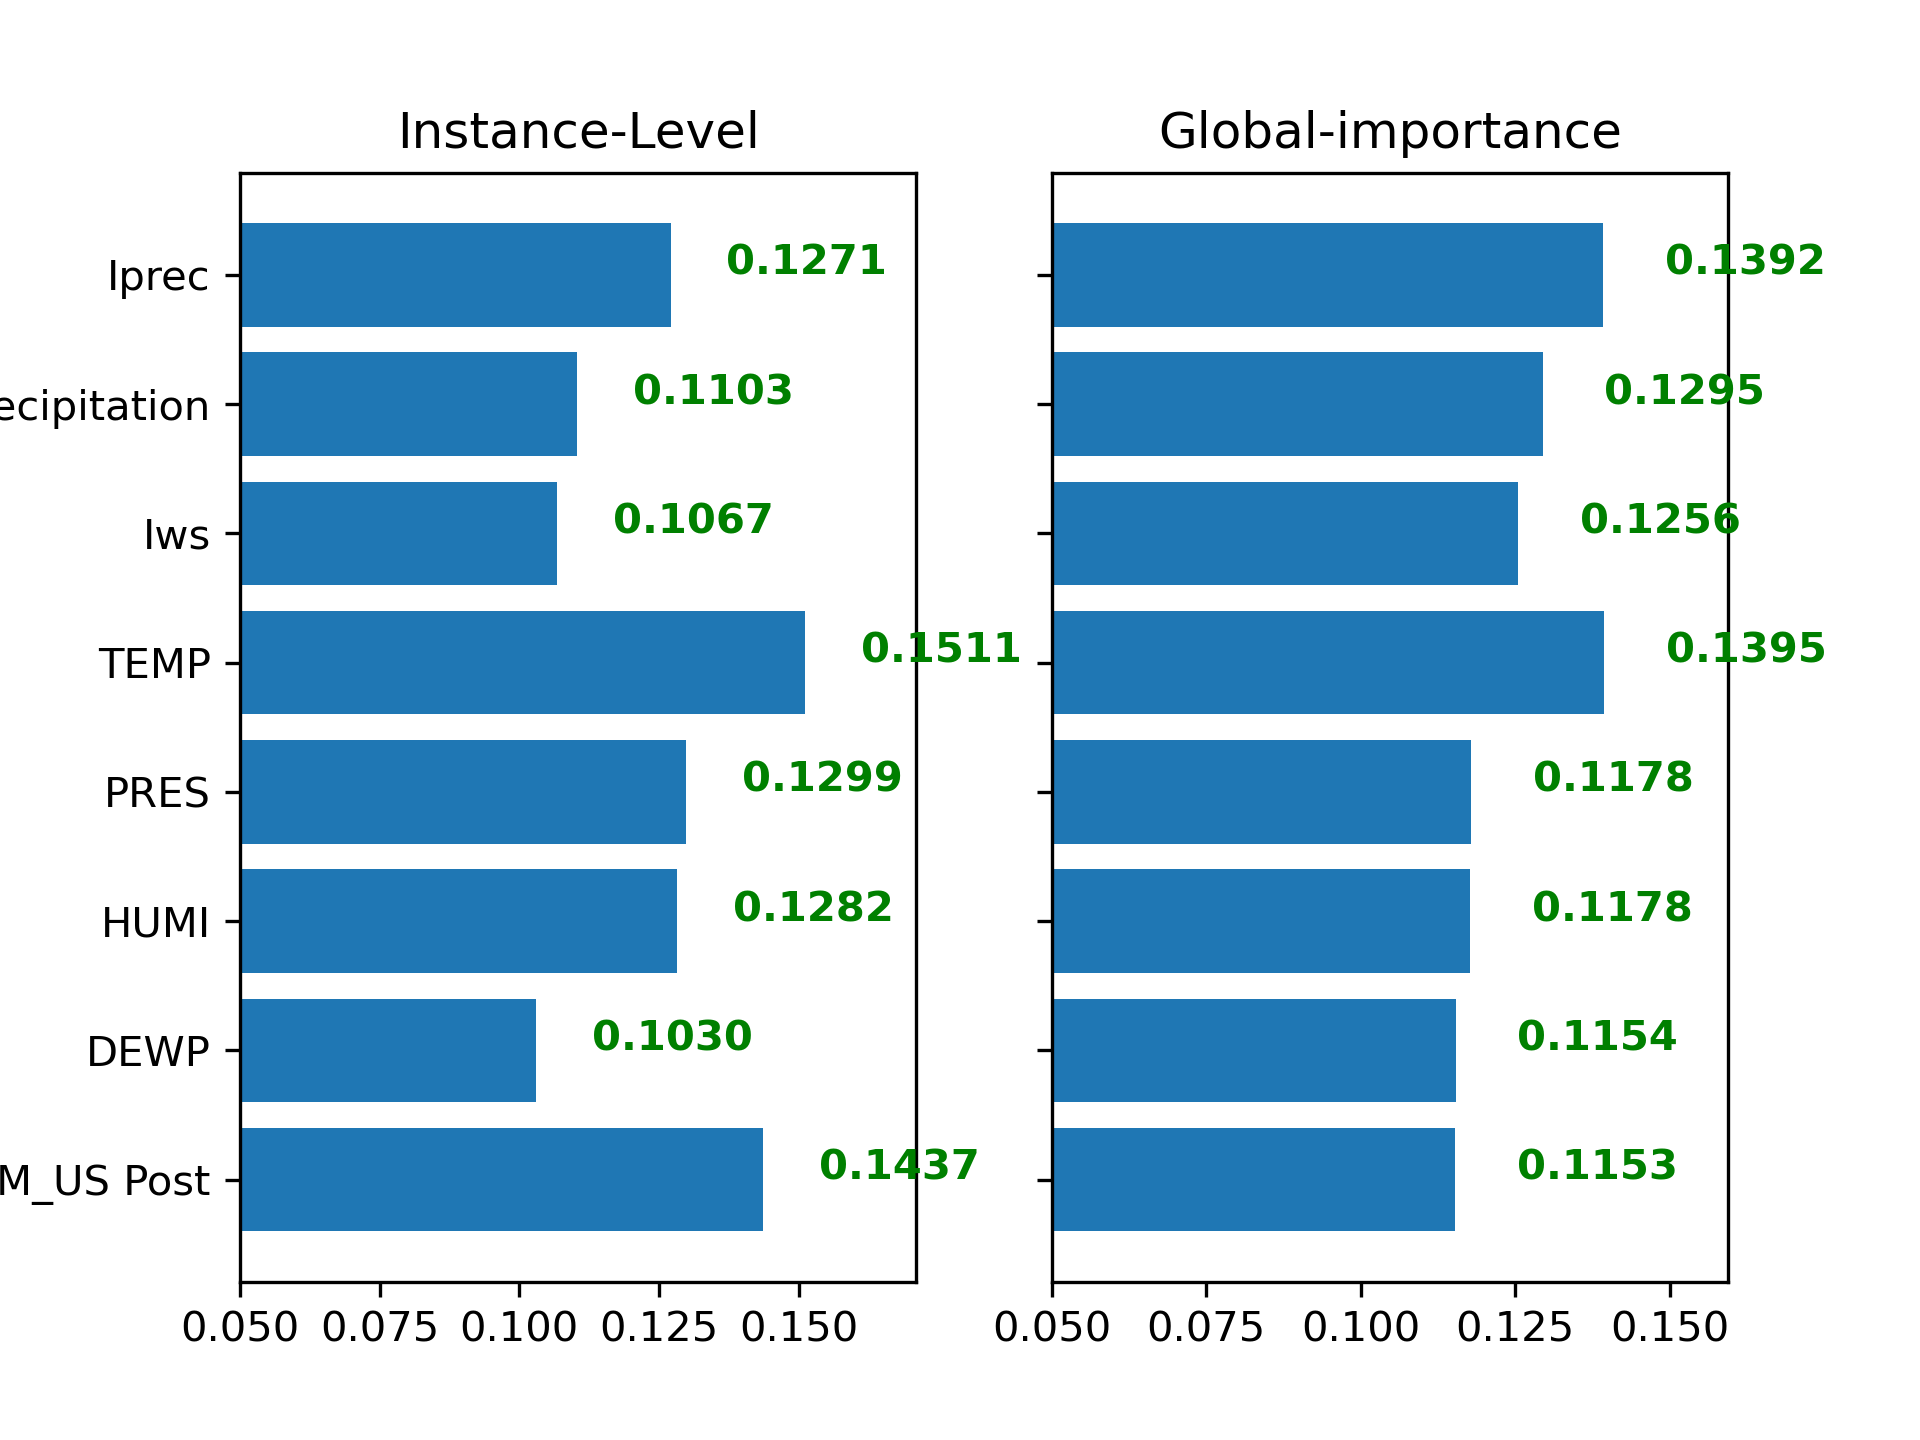 Instance-Level
Global-importance
Iprec
0.1271
0.1392
ecipitation
0.1103
0.1295
Iws
0.1067
0.1256
TEMP
0.1511
0.1395
PRES
0.1299
0.1178
HUMI
0.1282
0.1178
DEWP
0.1030
0.1154
M_US Post
0.1437
0.1153
0.050 0.075 0.100 0.125 0.150
0.050 0.075 0.100 0.125 0.150